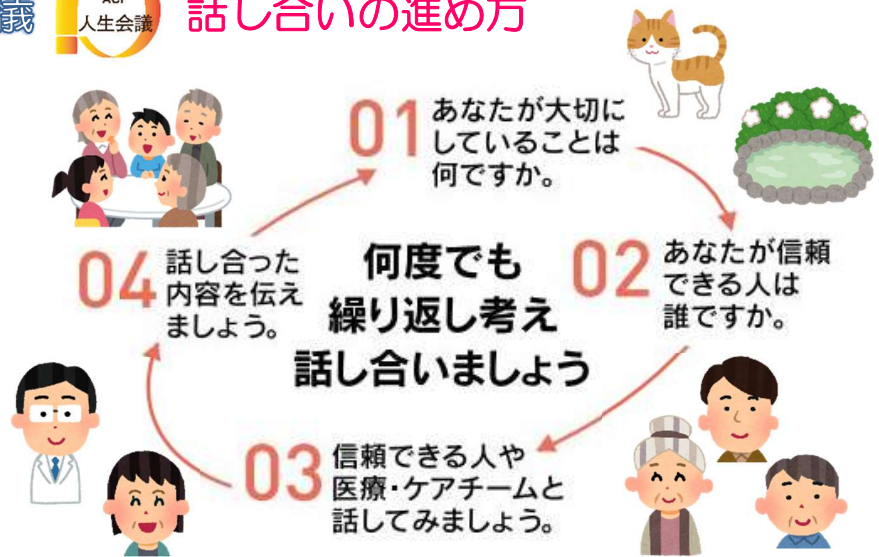 議
ACP
人生会議
話し合いの進め方
01
あなたが大切に
していることは
何ですか。
02
あなたが信頼
できる人は
誰ですか。
03
信頼できる人や
医療・ケアチームと
話してみましょう。
04
話し合った
内容を伝え
ましょう。
何度でも
繰り返し考え
話し合いましょう